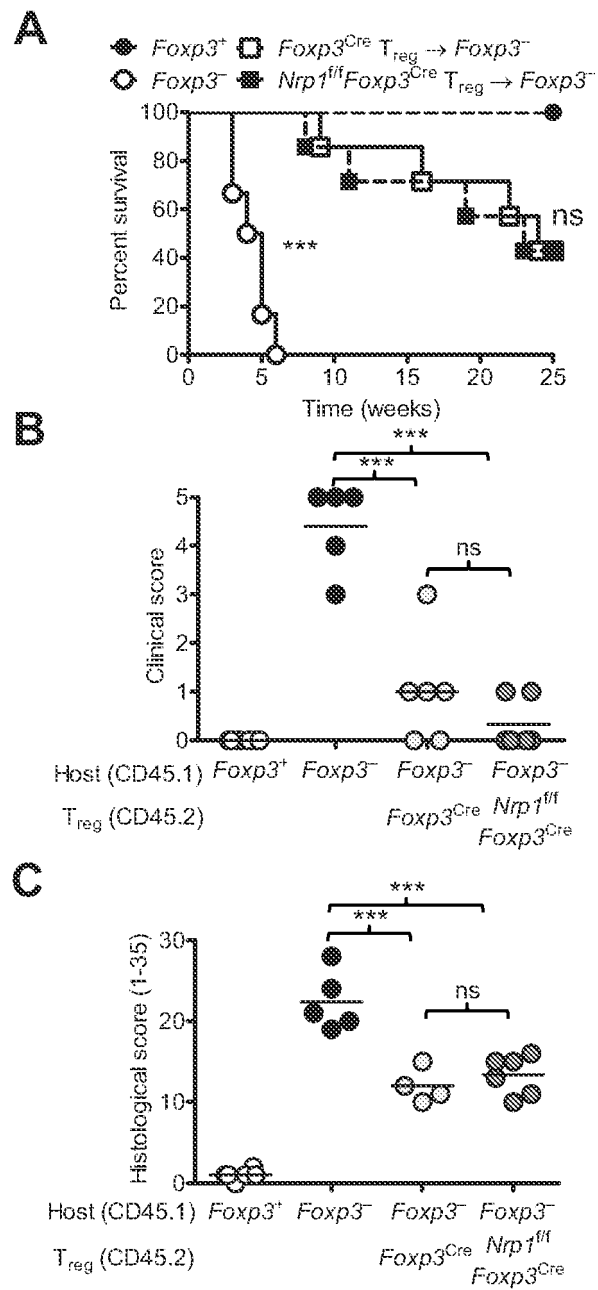 A
Foxp3⁺ Foxp3ᶜʳᵉ Treg → Foxp3⁻
Foxp3⁻ Nrp1ᶠ/ᶠFoxp3ᶜʳᵉ Treg → Foxp3⁻
100
80
60
40
20
0
Percent survival
***
ns
0 5 10 15 20 25
Time (weeks)
B
***
***
ns
5
4
3
2
1
0
Clinical score
Host (CD45.1) Foxp3⁺ Foxp3⁻ Foxp3⁻ Foxp3⁻
Treg (CD45.2) Foxp3ᶜʳᵉ Nrp1ᶠ/ᶠ
Foxp3ᶜʳᵉ
C
***
***
ns
30
20
10
0
Histological score (1-35)
Host (CD45.1) Foxp3⁺ Foxp3⁻ Foxp3⁻ Foxp3⁻
Treg (CD45.2) Foxp3ᶜʳᵉ Nrp1ᶠ/ᶠ
Foxp3ᶜʳᵉ